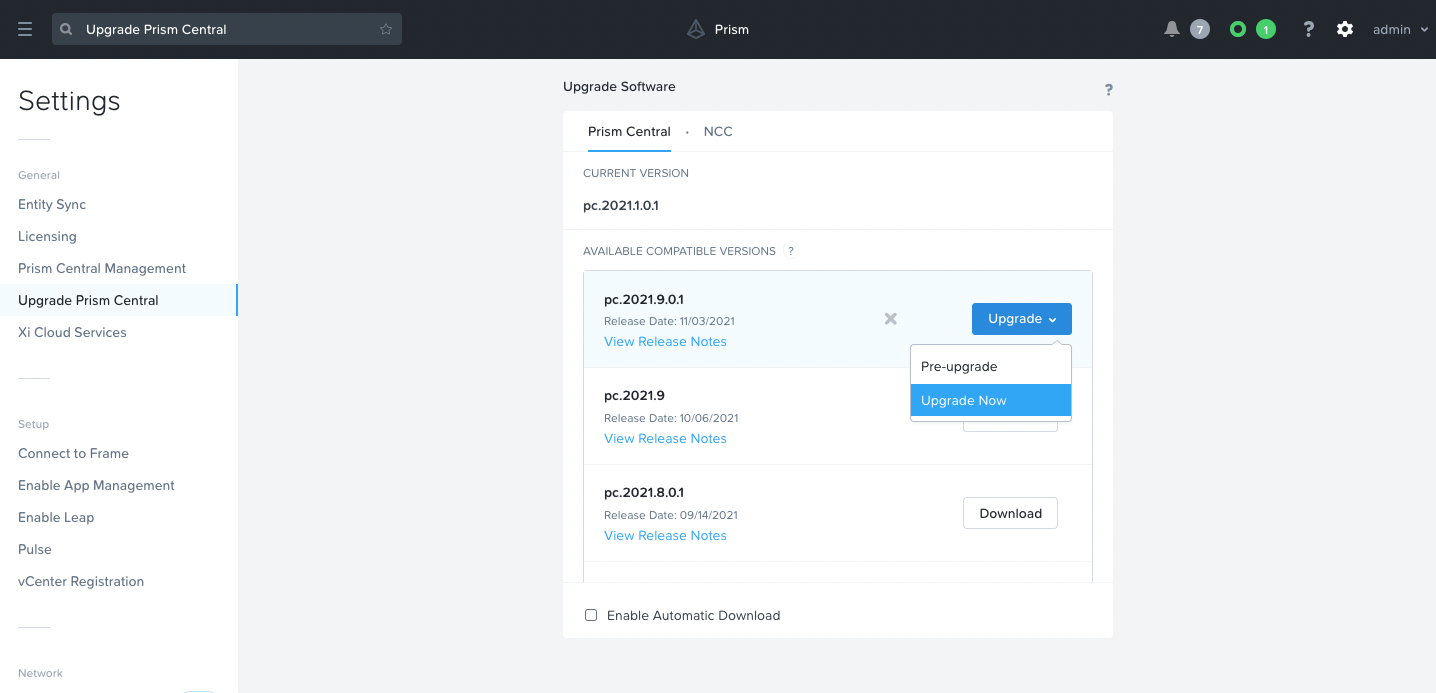 Upgrade Prism Central
Prism
7
1
?
admin
Settings
General
Entity Sync
Licensing
Prism Central Management
Upgrade Prism Central
Xi Cloud Services
Setup
Connect to Frame
Enable App Management
Enable Leap
Pulse
vCenter Registration
Network
Upgrade Software
?
Prism Central · NCC
CURRENT VERSION
pc.2021.1.0.1
AVAILABLE COMPATIBLE VERSIONS ?
pc.2021.9.0.1
Release Date: 11/03/2021
View Release Notes
Upgrade
Pre-upgrade
Upgrade Now
pc.2021.9
Release Date: 10/06/2021
View Release Notes
pc.2021.8.0.1
Release Date: 09/14/2021
View Release Notes
Download
Enable Automatic Download